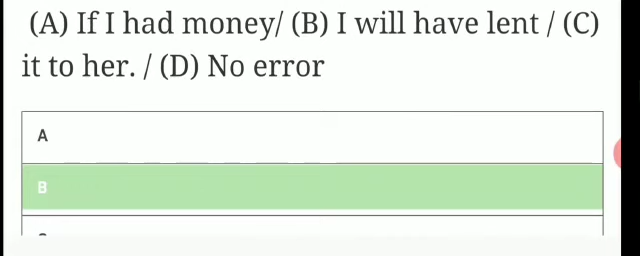 (A) If I had money/ (B) I will have lent / (C)
it to her. / (D) No error
A
B